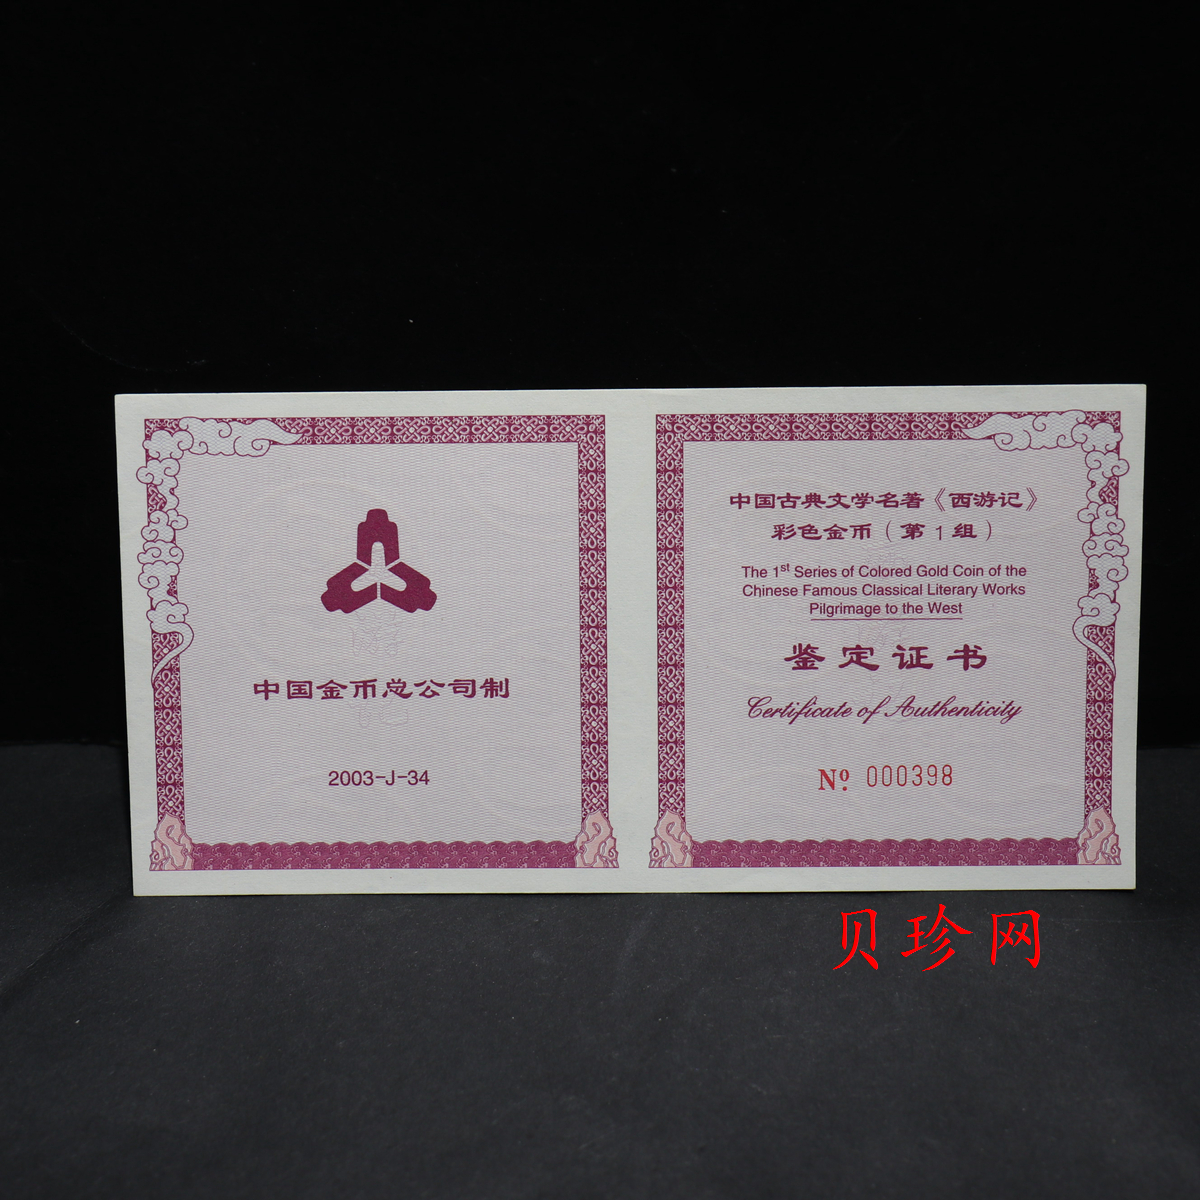 中国金币总公司制
2003-J-34
中国古典文学名著《西游记》
彩色金币（第1组）
The 1st Series of Colored Gold Coin of the
Chinese Famous Classical Literary Works
Pilgrimage to the West
鉴定证书
Certificate of Authenticity
Nº 000398
贝珍网